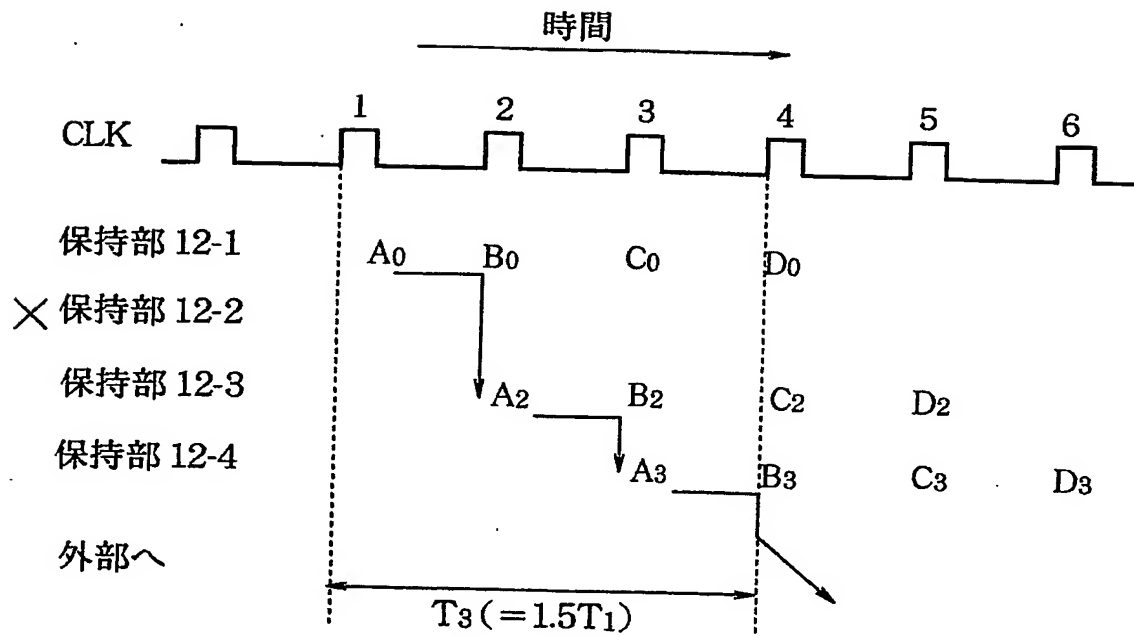 時間
1 2 3 4 5 6
CLK
保持部 12-1 A0 B0 C0 D0
× 保持部 12-2
保持部 12-3 A2 B2 C2 D2
保持部 12-4 A3 B3 C3 D3
外部へ
T3 (=1.5T1)